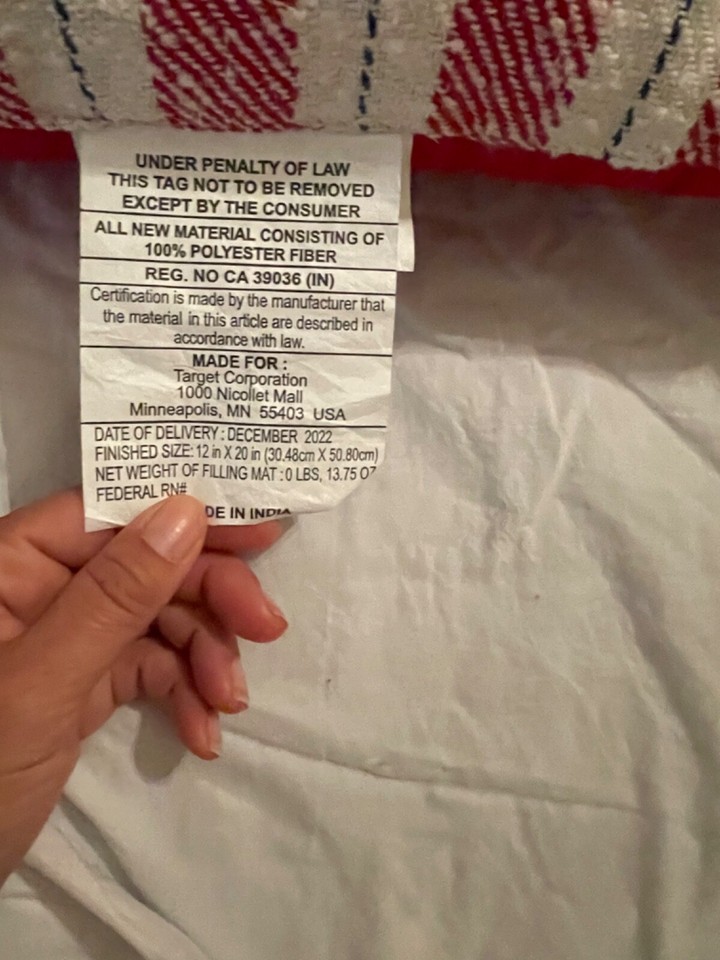 UNDER PENALTY OF LAW
THIS TAG NOT TO BE REMOVED
EXCEPT BY THE CONSUMER
ALL NEW MATERIAL CONSISTING OF
100% POLYESTER FIBER
REG. NO CA 39036 (IN)
Certification is made by the manufacturer that
the material in this article are described in
accordance with law.
MADE FOR :
Target Corporation
1000 Nicollet Mall
Minneapolis, MN 55403 USA
DATE OF DELIVERY : DECEMBER 2022
FINISHED SIZE: 12 in X 20 in (30.48cm X 50.80cm)
NET WEIGHT OF FILLING MAT : 0 LBS, 13.75 OZ
FEDERAL RN#
DE IN INDIA